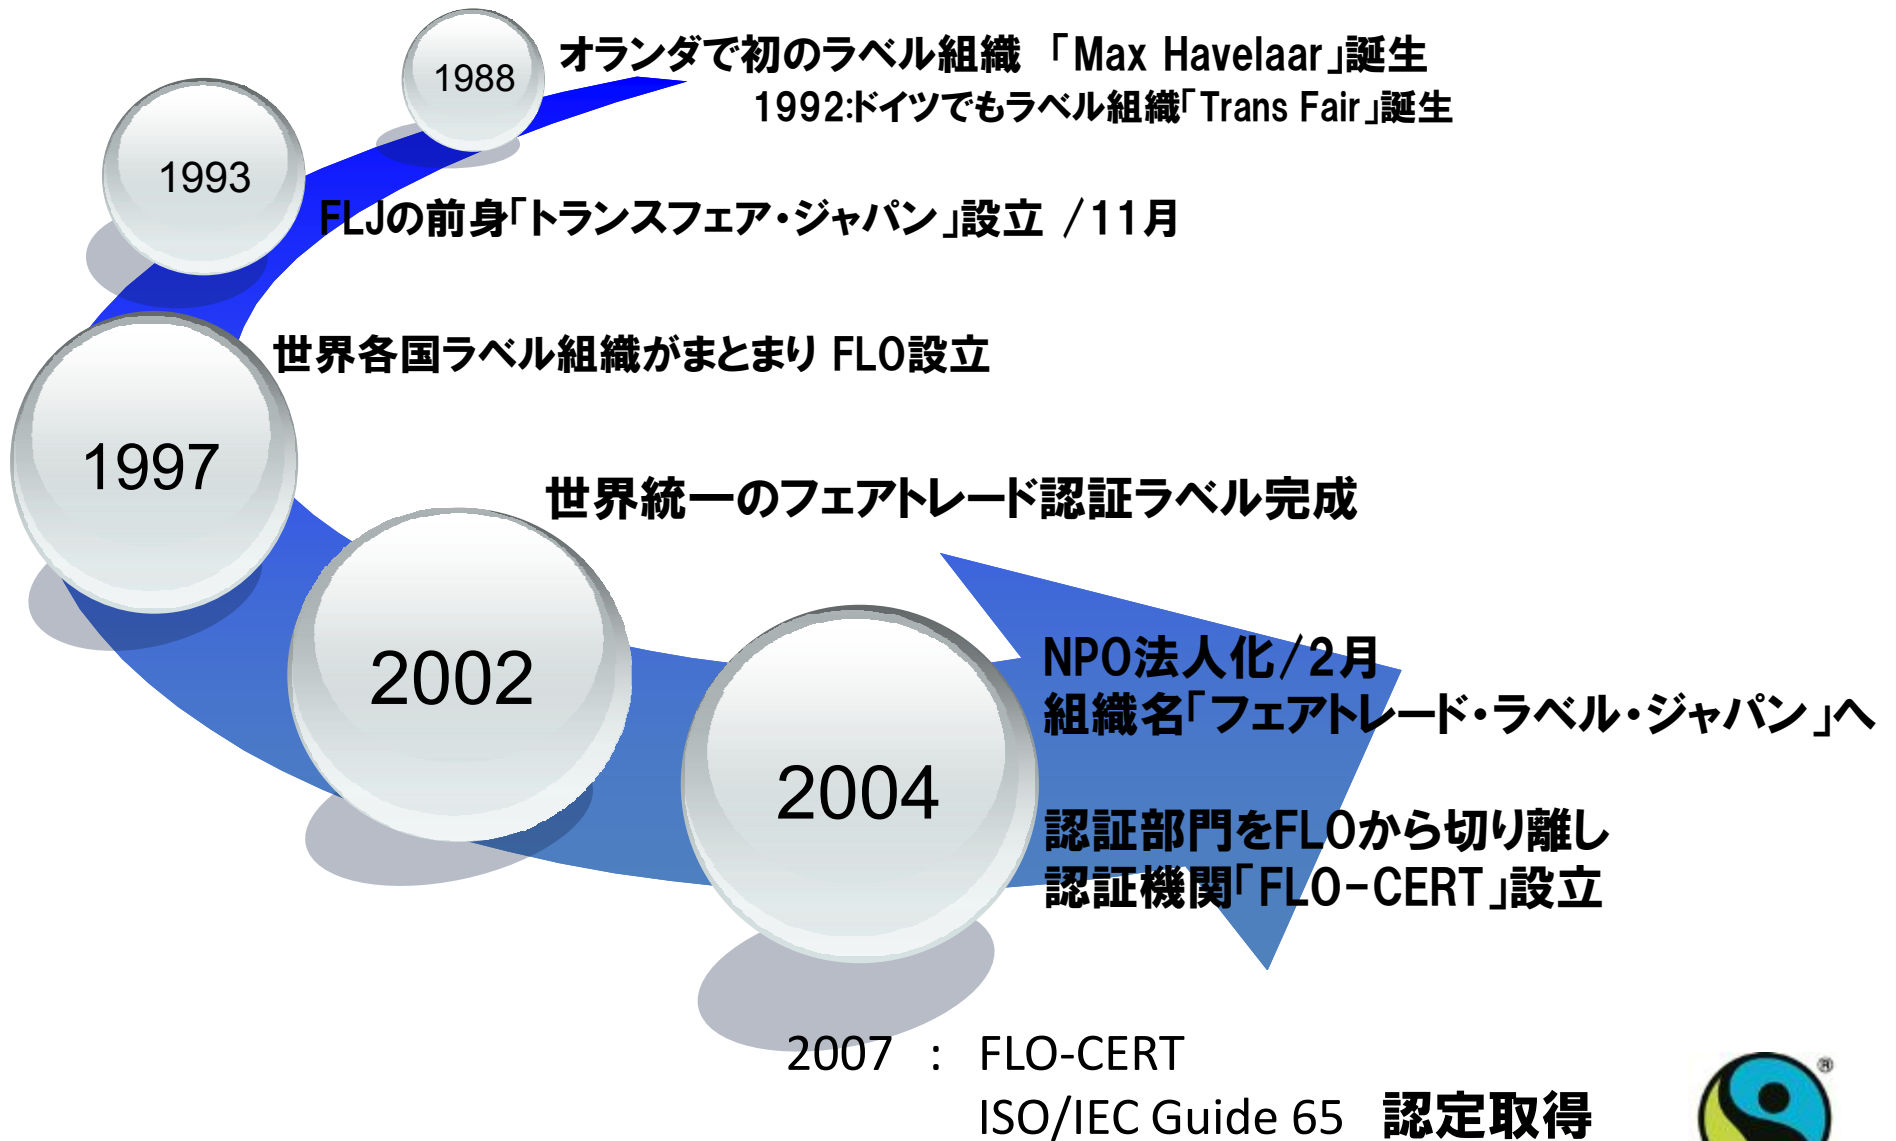 1988
オランダで初のラベル組織 「Max Havelaar」誕生
1992:ドイツでもラベル組織「Trans Fair」誕生
1993
FLJの前身「トランスフェア・ジャパン」設立 /11月
世界各国ラベル組織がまとまり FLO設立
1997
世界統一のフェアトレード認証ラベル完成
2002
NPO法人化/2月
組織名「フェアトレード・ラベル・ジャパン」へ
2004
認証部門をFLOから切り離し
認証機関「FLO-CERT」設立
2007 : FLO-CERT
ISO/IEC Guide 65 認定取得
®